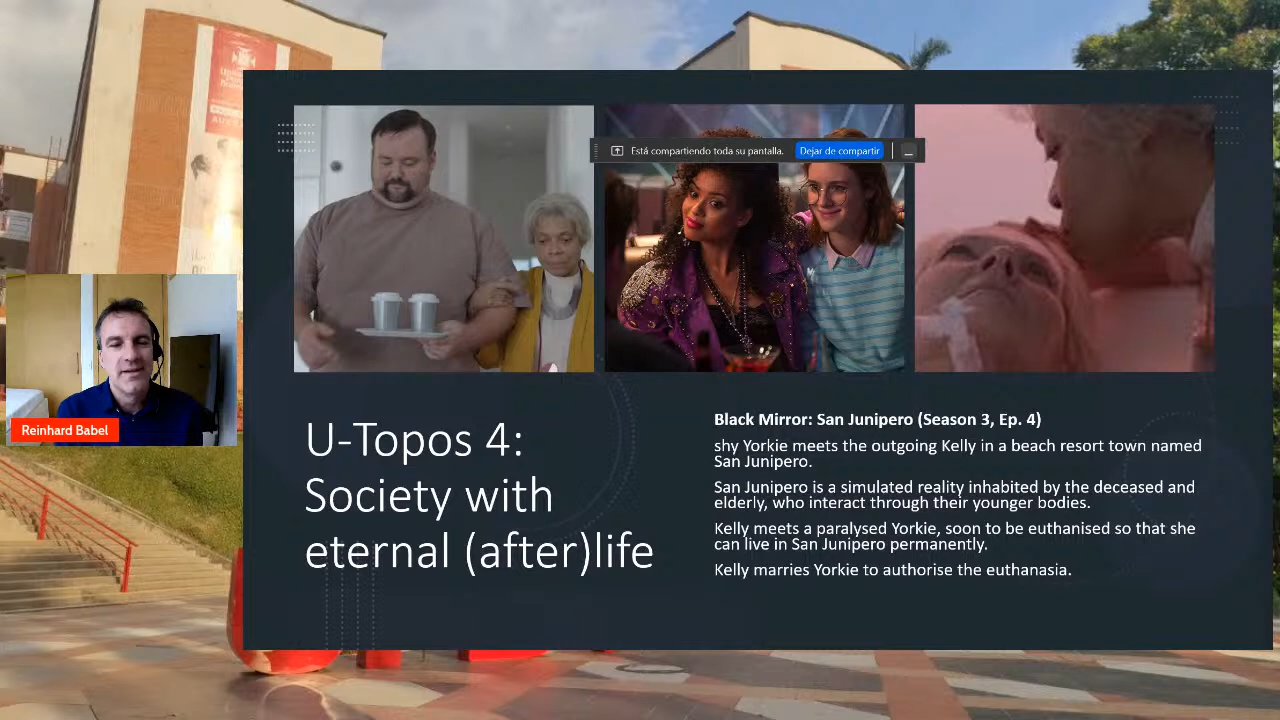 Está compartiendo toda su pantalla.
Dejar de compartir
Reinhard Babel
U-Topos 4:
Society with
eternal (after)life
Black Mirror: San Junipero (Season 3, Ep. 4)
shy Yorkie meets the outgoing Kelly in a beach resort town named
San Junipero.
San Junipero is a simulated reality inhabited by the deceased and
elderly, who interact through their younger bodies.
Kelly meets a paralysed Yorkie, soon to be euthanised so that she
can live in San Junipero permanently.
Kelly marries Yorkie to authorise the euthanasia.